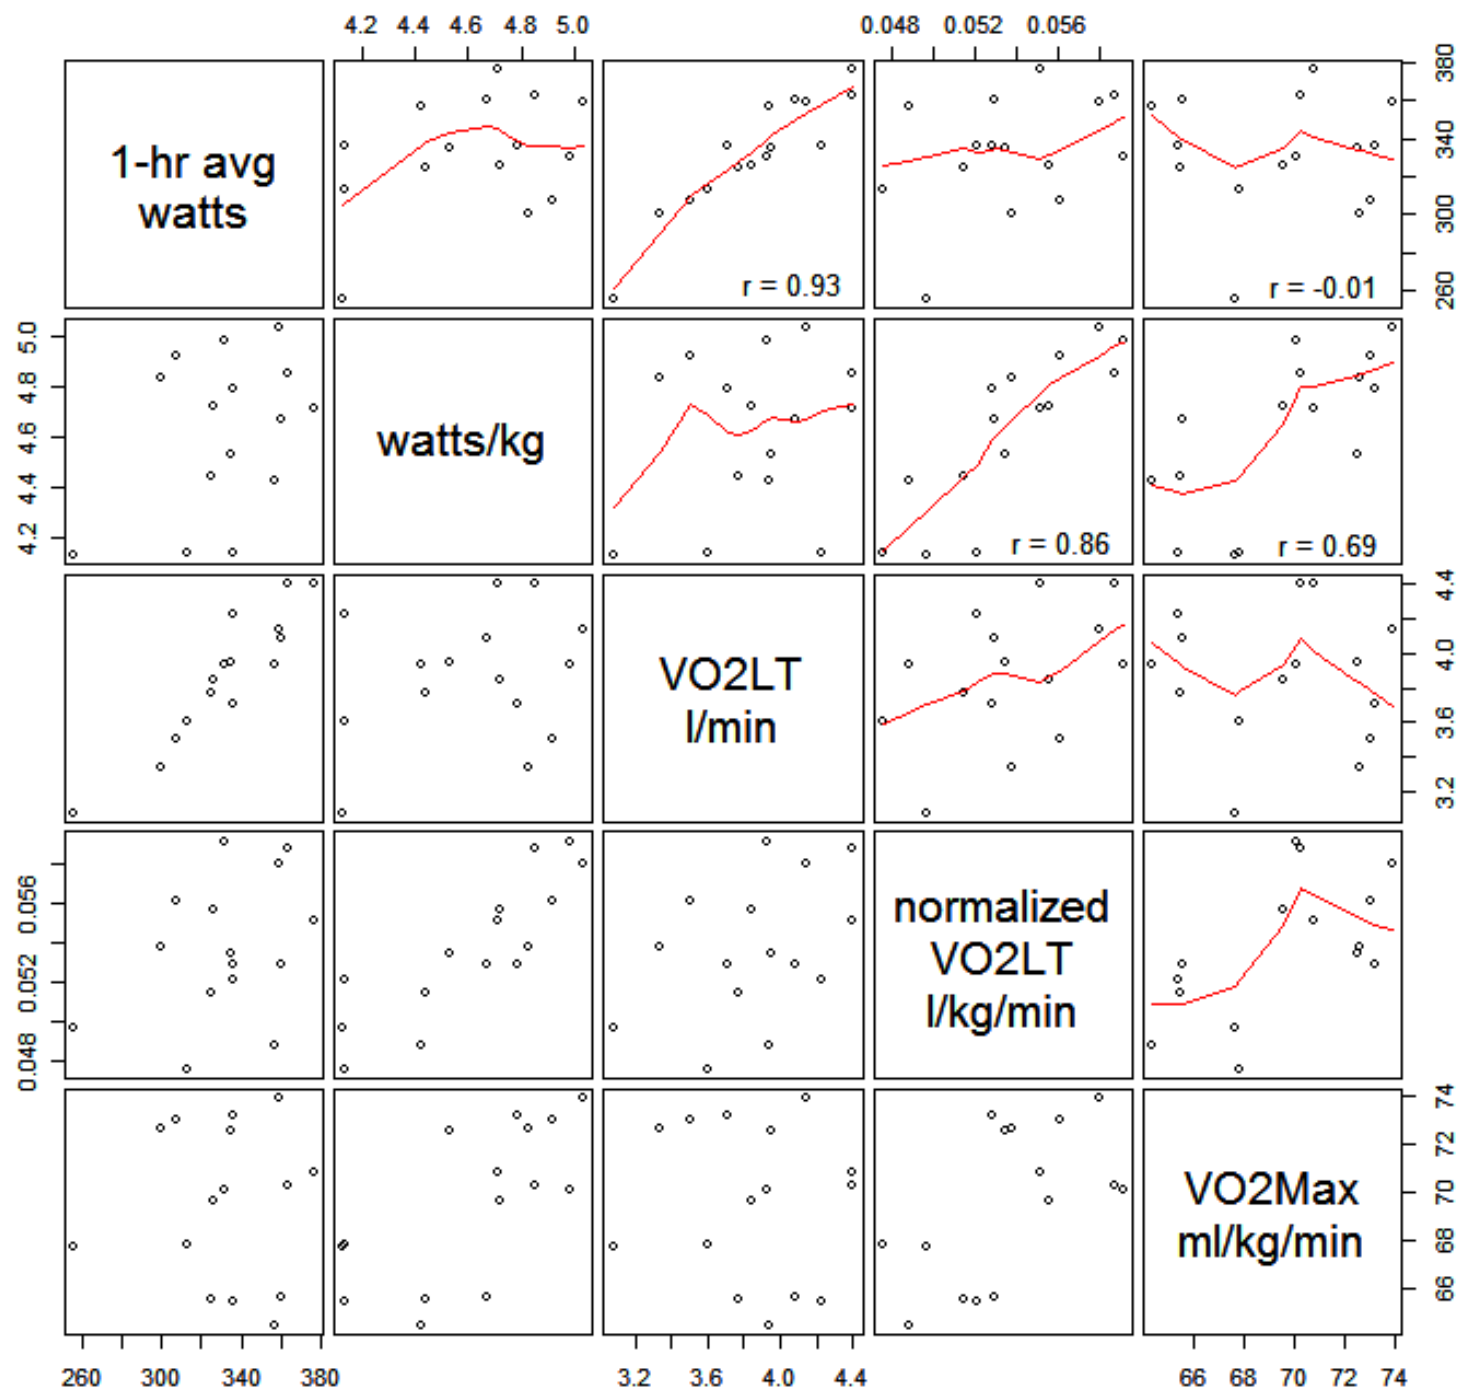 4.2 4.4 4.6 4.8 5.0 0.048 0.052 0.056
1-hr avg
watts
r = 0.93
r = -0.01
260 300 340 380
4.2 4.4 4.6 4.8 5.0
watts/kg
r = 0.86
r = 0.69
VO2LT
l/min
3.2 3.6 4.0 4.4
0.048 0.052 0.056
normalized
VO2LT
l/kg/min
VO2Max
ml/kg/min
66 68 70 72 74
260 300 340 380 3.2 3.6 4.0 4.4 66 68 70 72 74